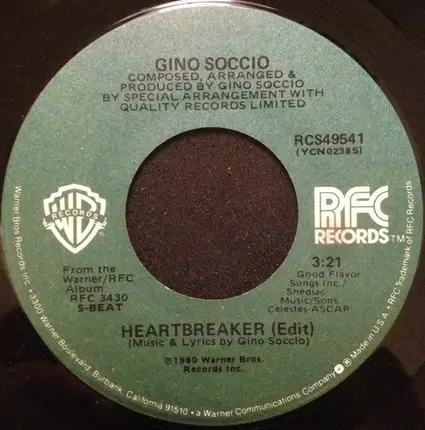 GINO SOCCIO
COMPOSED, ARRANGED &
PRODUCED BY GINO SOCCIO
BY SPECIAL ARRANGEMENT WITH
QUALITY RECORDS LIMITED
RCS49541
(YCN0238S)
W
RECORDS
RFC
RECORDS™
From the
Warner/RFC
Album
RFC 3430
S-BEAT
3:21
Good Flavor
Songs Inc./
Shediac
Music/Sons
Celestes-ASCAP
HEARTBREAKER (Edit)
(Music & Lyrics by Gino Soccio)
℗1980 Warner Bros.
Records Inc.
Warner Bros Records Inc. • 3300 Warner Boulevard, Burbank, California 91510 • a Warner Communications Company • ® Made in U.S.A. • RFC Trademark of RFC Records